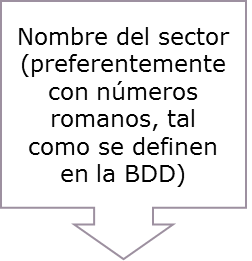 Nombre del sector
(preferentemente
con números
romanos, tal
como se definen
en la BDD)